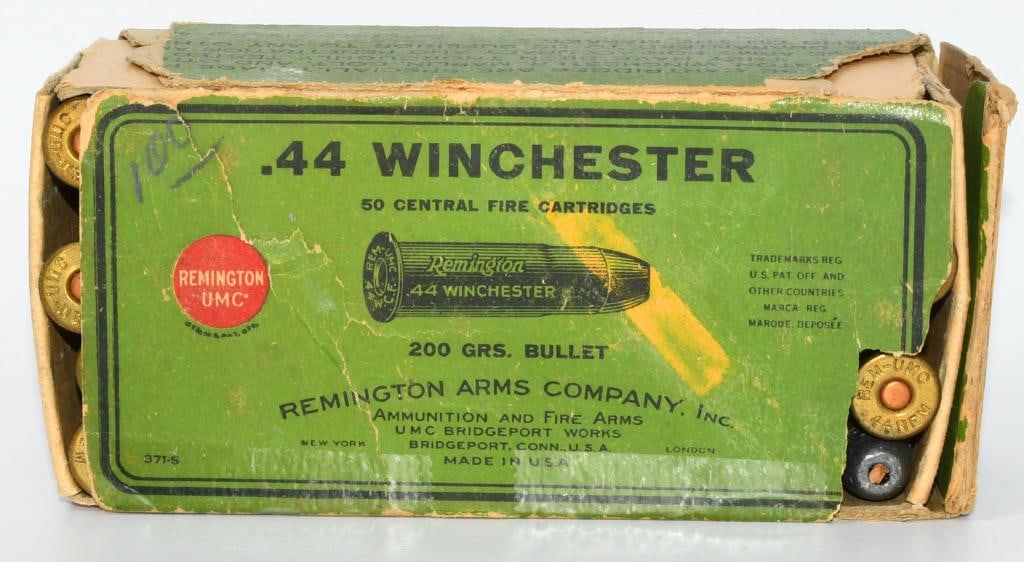 100
.44 WINCHESTER
50 CENTRAL FIRE CARTRIDGES
REM-UMC
44 W.C.F.
Remington
.44 WINCHESTER
REMINGTON
UMC
TRADEMARKS REG
U.S. PAT. OFF. AND
OTHER COUNTRIES
MARCA REG
MARQUE DEPOSÉE
200 GRS. BULLET
REMINGTON ARMS COMPANY, INC.
AMMUNITION AND FIRE ARMS
UMC BRIDGEPORT WORKS
NEW YORK
BRIDGEPORT, CONN., U.S.A.
LONDON
371-S
MADE IN U.S.A.
REM-UMC